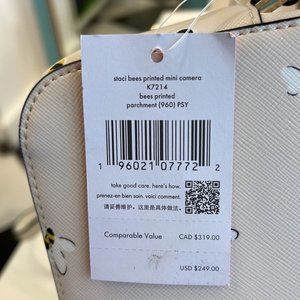 staci bees printed mini camera
K7214
bees printed
parchment (960) PSY
1 96021 07772 2
take good care. here's how.
prenez-en bien soin. voici comment.
请妥善维护。这里是具体做法。
Comparable Value CAD $319.00
USD $249.00